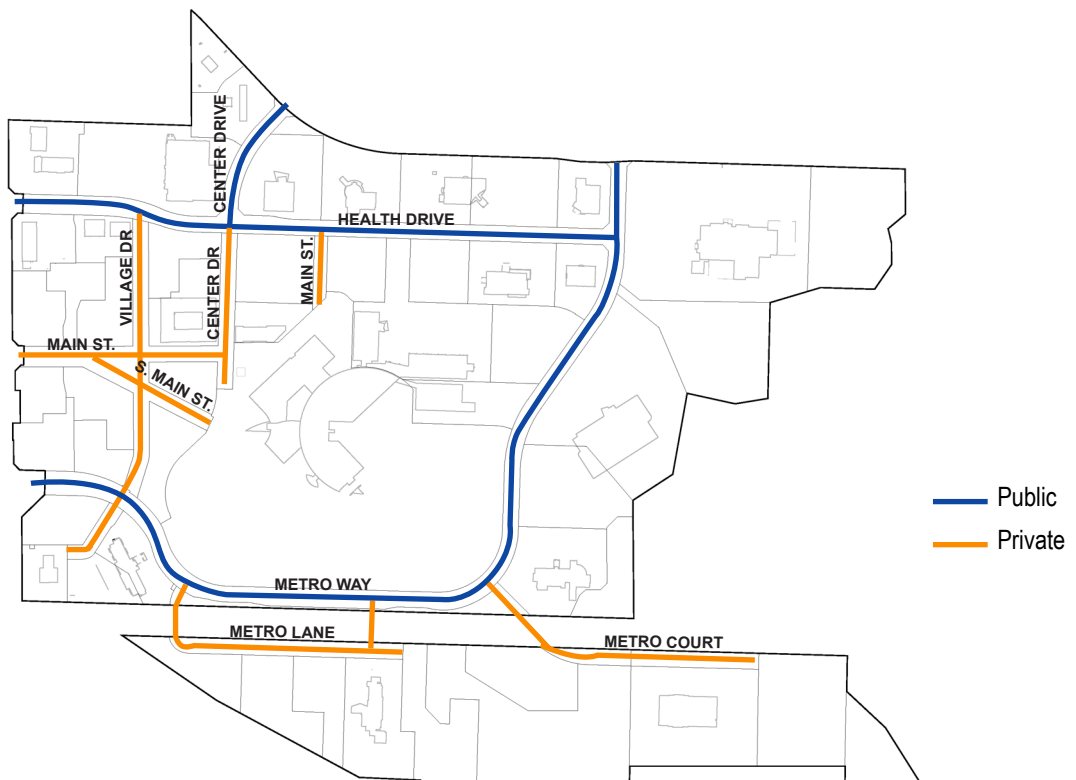 CENTER DRIVE
HEALTH DRIVE
VILLAGE DR
CENTER DR
MAIN ST.
MAIN ST.
S. MAIN ST.
Public
Private
METRO WAY
METRO LANE
METRO COURT